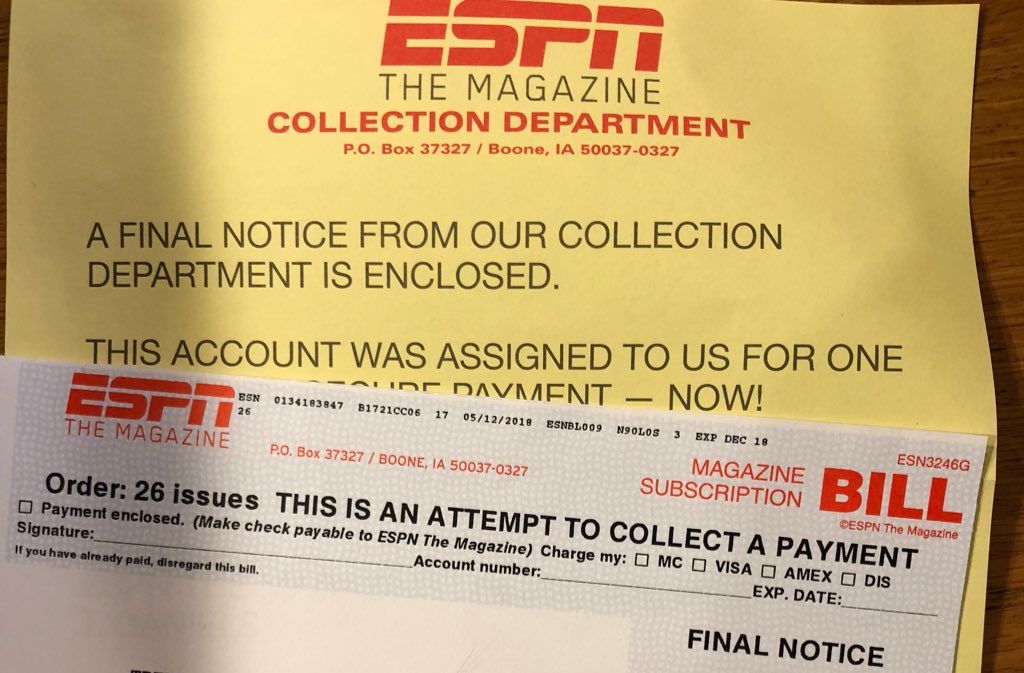 ESPN
THE MAGAZINE
COLLECTION DEPARTMENT
P.O. Box 37327 / Boone, IA 50037-0327
A FINAL NOTICE FROM OUR COLLECTION
DEPARTMENT IS ENCLOSED.
THIS ACCOUNT WAS ASSIGNED TO US FOR ONE
SECURE PAYMENT — NOW!
ESPN
THE MAGAZINE
ESN 0134183847 B1721CC06 17 05/12/2018 ESNBL009 N90L0S 3 EXP DEC 18
26
P.O. Box 37327 / BOONE, IA 50037-0327
ESN3246G
MAGAZINE
SUBSCRIPTION
BILL
©ESPN The Magazine
Order: 26 issues THIS IS AN ATTEMPT TO COLLECT A PAYMENT
☐ Payment enclosed. (Make check payable to ESPN The Magazine) Charge my: ☐ MC ☐ VISA ☐ AMEX ☐ DIS
Signature: Account number: EXP. DATE:
If you have already paid, disregard this bill.
FINAL NOTICE